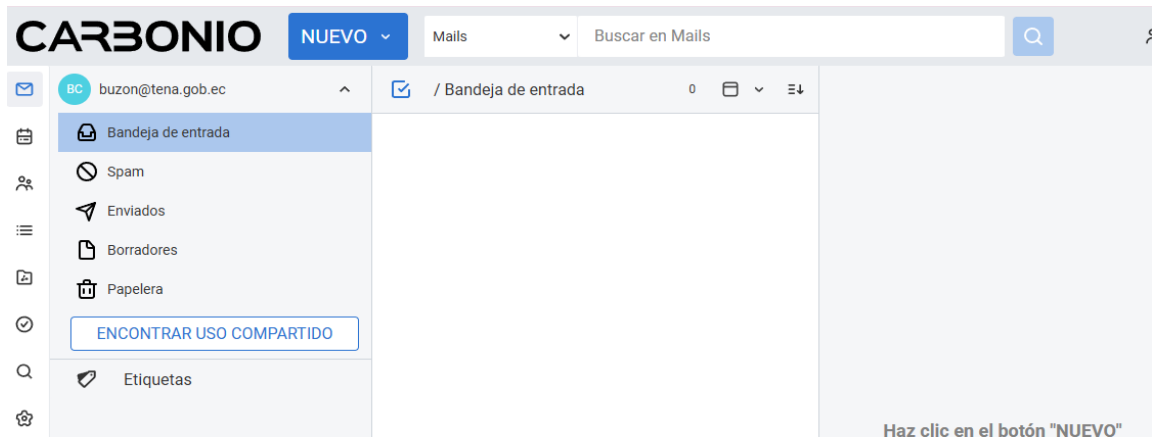 CARBONIO NUEVO Mails Buscar en Mails
BC buzon@tena.gob.ec
/ Bandeja de entrada 0
Bandeja de entrada
Spam
Enviados
Borradores
Papelera
ENCONTRAR USO COMPARTIDO
Etiquetas
Haz clic en el botón "NUEVO"